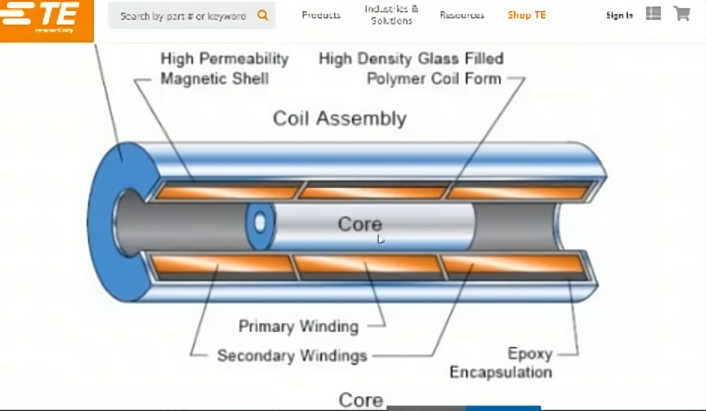 TE
connectivity
Search by part # or keyword
Products
Industries &
Solutions
Resources
Shop TE
Sign In
High Permeability
Magnetic Shell
High Density Glass Filled
Polymer Coil Form
Coil Assembly
Core
Primary Winding
Secondary Windings
Epoxy
Encapsulation
Core